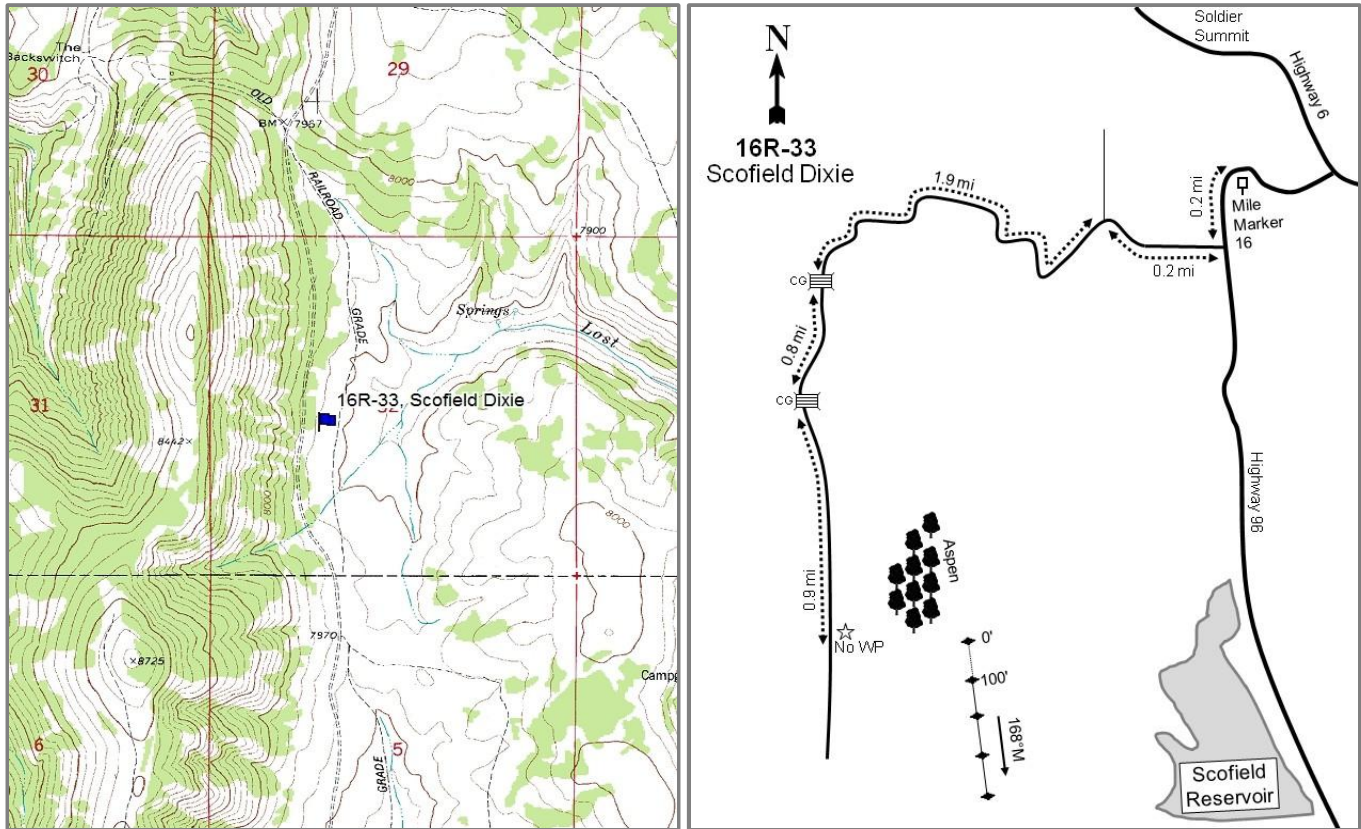 The
Backswitch
30
29
OLD
BM × 7957
RAILROAD
8000
7900
GRADE
Springs
Lost
16R-33, Scofield Dixie
31
32
8442×
8000
8000
7970
×8725
Campg
6
5
GRADE
N
16R-33
Scofield Dixie
Soldier
Summit
Highway 6
1.9 mi
0.2 mi
Mile
Marker
16
0.2 mi
CG
0.8 mi
CG
Highway 96
0.9 mi
Aspen
No WP
0'
100'
168°M
Scofield
Reservoir